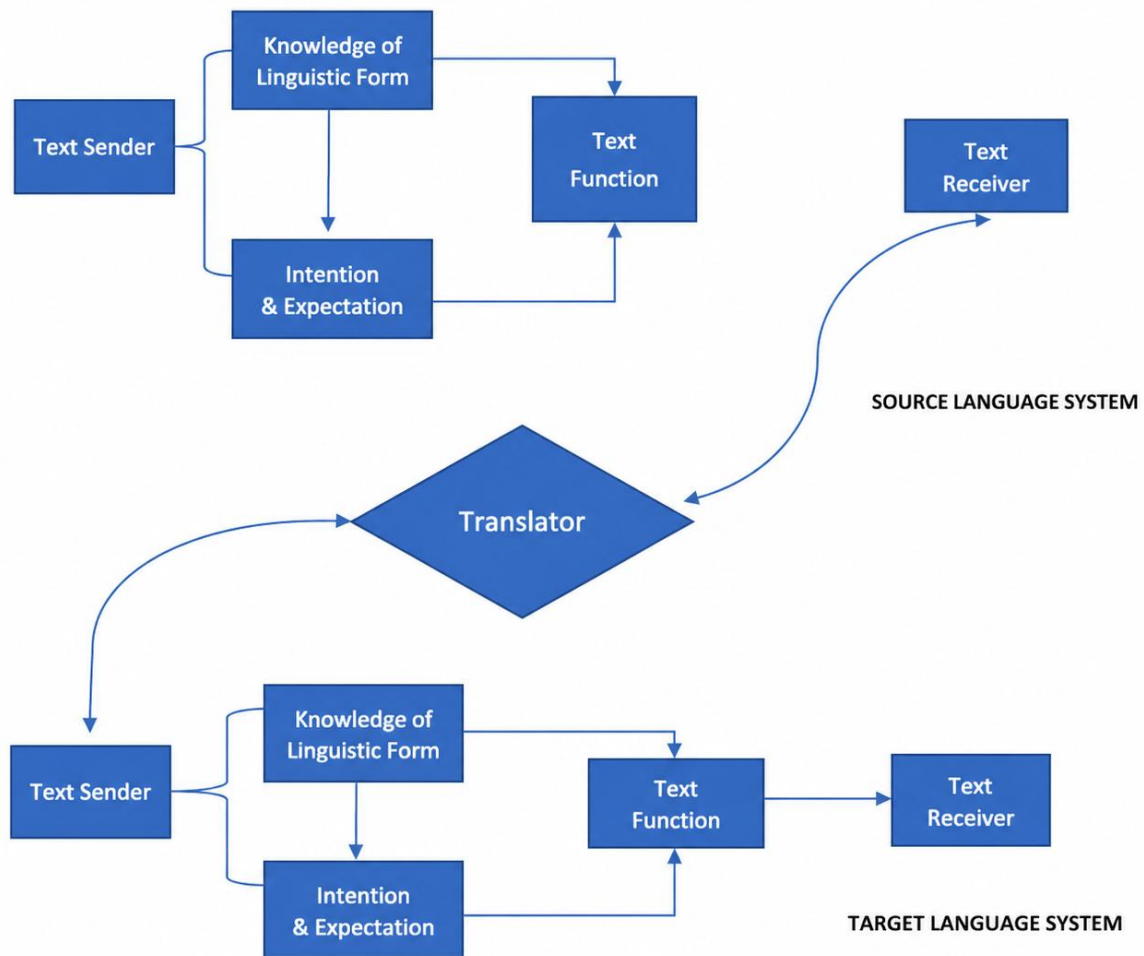 Knowledge of
Linguistic Form
Text Sender
Text
Function
Text
Receiver
Intention
& Expectation
SOURCE LANGUAGE SYSTEM
Translator
Knowledge of
Linguistic Form
Text Sender
Text
Function
Text
Receiver
Intention
& Expectation
TARGET LANGUAGE SYSTEM